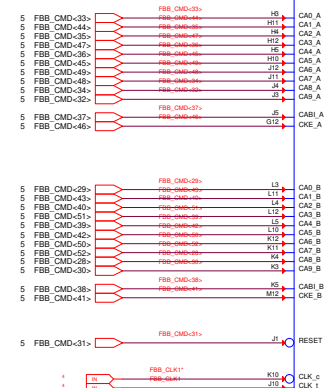 FBB_CMD<33>
5 FBB_CMD<33> H3 CA0_A
5 FBB_CMD<44> H11 CA1_A
5 FBB_CMD<35> H4 CA2_A
5 FBB_CMD<47> H12 CA3_A
5 FBB_CMD<36> H5 CA4_A
5 FBB_CMD<45> H10 CA5_A
5 FBB_CMD<49> J12 CA6_A
5 FBB_CMD<48> J11 CA7_A
5 FBB_CMD<34> J4 CA8_A
5 FBB_CMD<32> J3 CA9_A
FBB_CMD<37>
5 FBB_CMD<37> J5 CABI_A
5 FBB_CMD<46> G12 CKE_A
FBB_CMD<29>
5 FBB_CMD<29> L3 CA0_B
5 FBB_CMD<43> L11 CA1_B
5 FBB_CMD<40> L4 CA2_B
5 FBB_CMD<51> L12 CA3_B
5 FBB_CMD<39> L5 CA4_B
5 FBB_CMD<42> L10 CA5_B
5 FBB_CMD<50> K12 CA6_B
5 FBB_CMD<52> K11 CA7_B
5 FBB_CMD<28> K4 CA8_B
5 FBB_CMD<30> K3 CA9_B
FBB_CMD<38>
5 FBB_CMD<38> K5 CABI_B
5 FBB_CMD<41> M12 CKE_B
FBB_CMD<31>
5 FBB_CMD<31> J1 RESET
FBB_CLK1*
4 IN FBB_CLK1 K10 CLK_c
4 IN J10 CLK_t